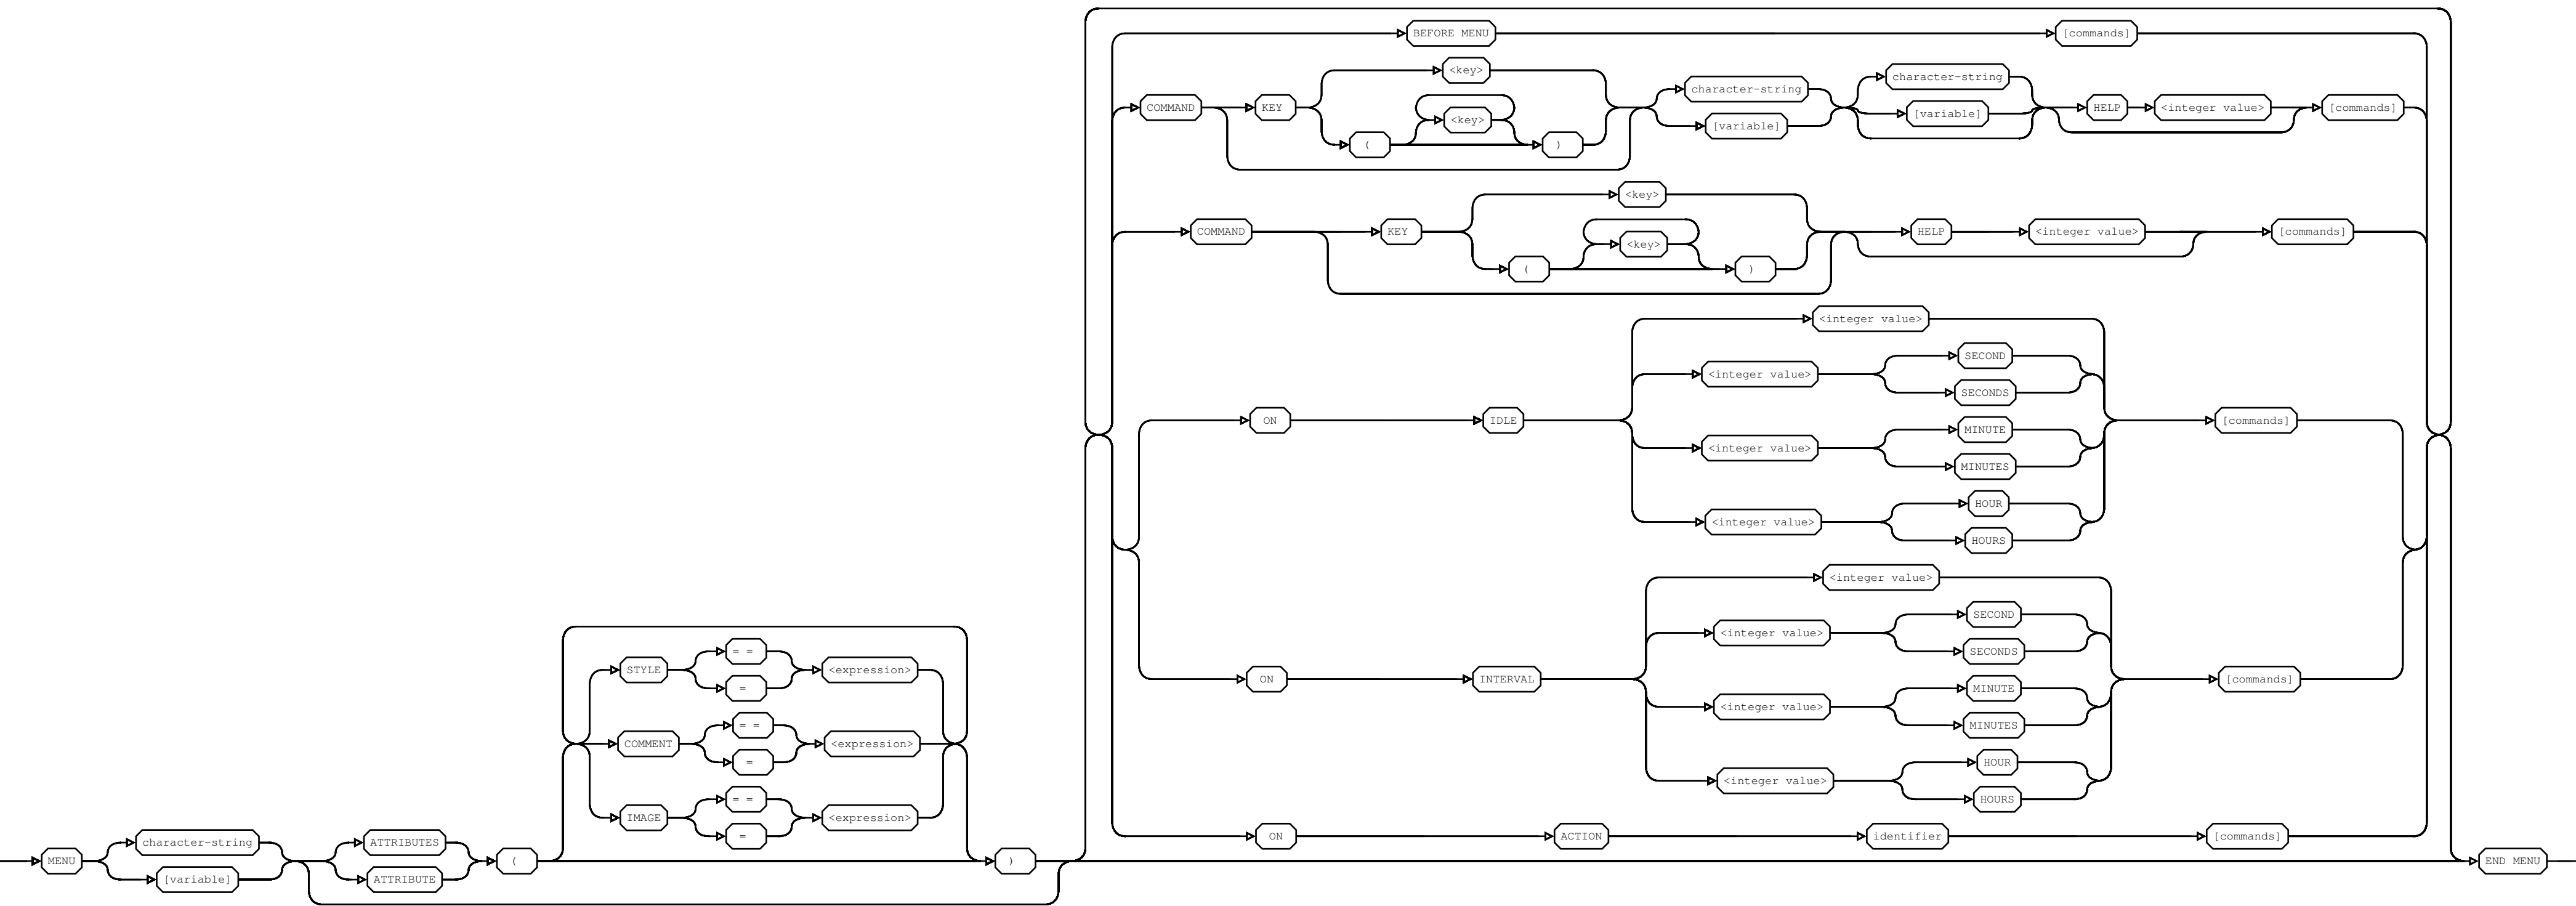 BEFORE MENU [commands]
<key>
character-string character-string
COMMAND KEY <key> [variable] [variable] HELP <integer value> [commands]
( )
<key>
COMMAND KEY <key> HELP <integer value> [commands]
( )
<integer value>
SECOND
<integer value>
SECONDS
ON IDLE [commands]
MINUTE
<integer value>
MINUTES
HOUR
<integer value>
HOURS
<integer value>
SECOND
<integer value>
SECONDS
ON INTERVAL [commands]
MINUTE
<integer value>
MINUTES
HOUR
<integer value>
HOURS
= =
STYLE <expression>
=
= =
COMMENT <expression>
=
= =
IMAGE <expression>
=
ON ACTION identifier [commands]
character-string ATTRIBUTES
MENU ( ) END MENU
[variable] ATTRIBUTE